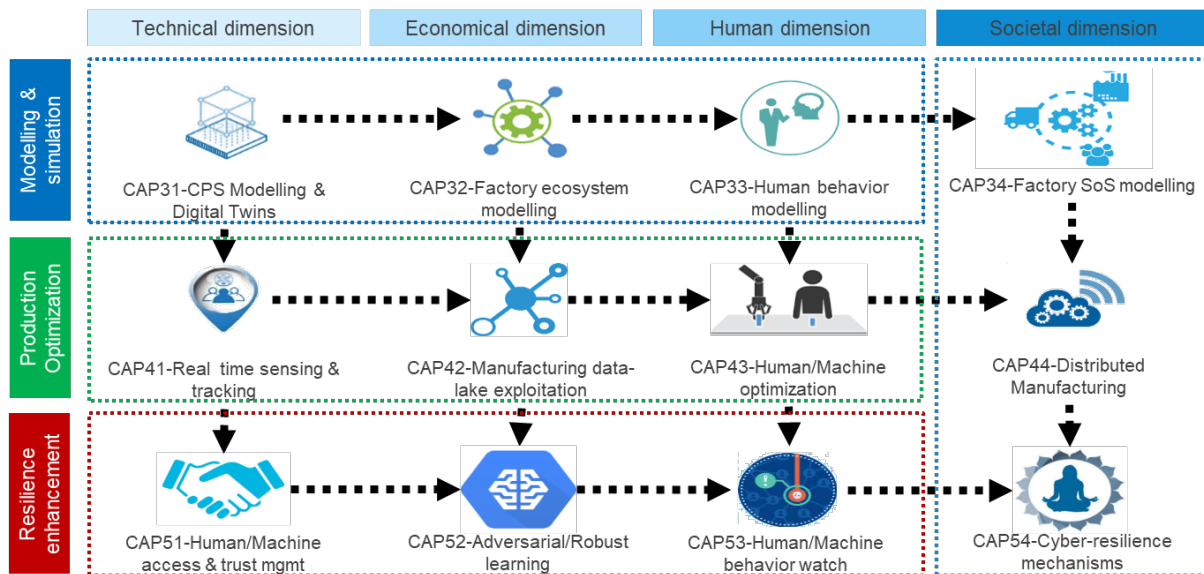 Technical dimension
Economical dimension
Human dimension
Societal dimension
Modelling &
simulation
CAP31-CPS Modelling &
Digital Twins
CAP32-Factory ecosystem
modelling
CAP33-Human behavior
modelling
CAP34-Factory SoS modelling
Production
Optimization
CAP41-Real time sensing &
tracking
CAP42-Manufacturing data-
lake exploitation
CAP43-Human/Machine
optimization
CAP44-Distributed
Manufacturing
Resilience
enhancement
CAP51-Human/Machine
access & trust mgmt
CAP52-Adversarial/Robust
learning
CAP53-Human/Machine
behavior watch
CAP54-Cyber-resilience
mechanisms